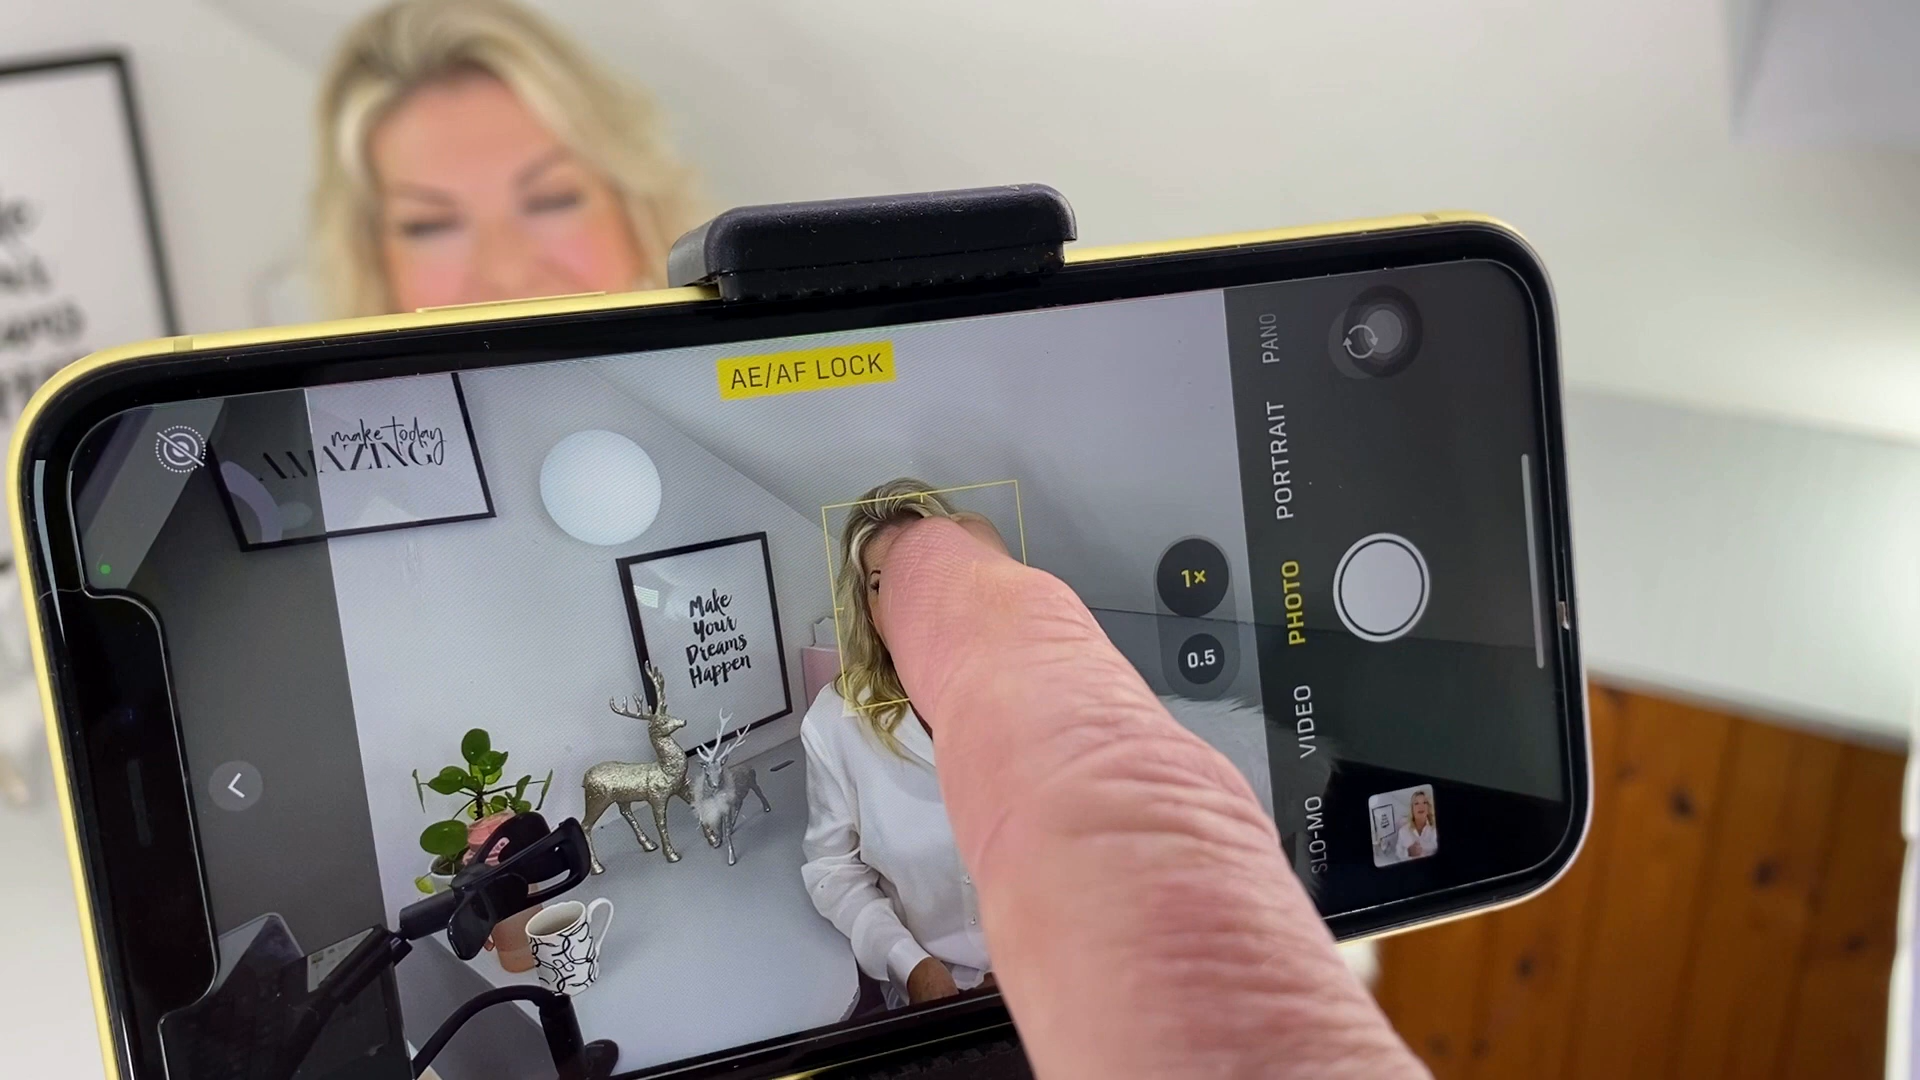 AE/AF LOCK
make today
AMAZING
Make
Your
Dreams
Happen
1×
0.5
PANO
PORTRAIT
PHOTO
VIDEO
SLO-MO